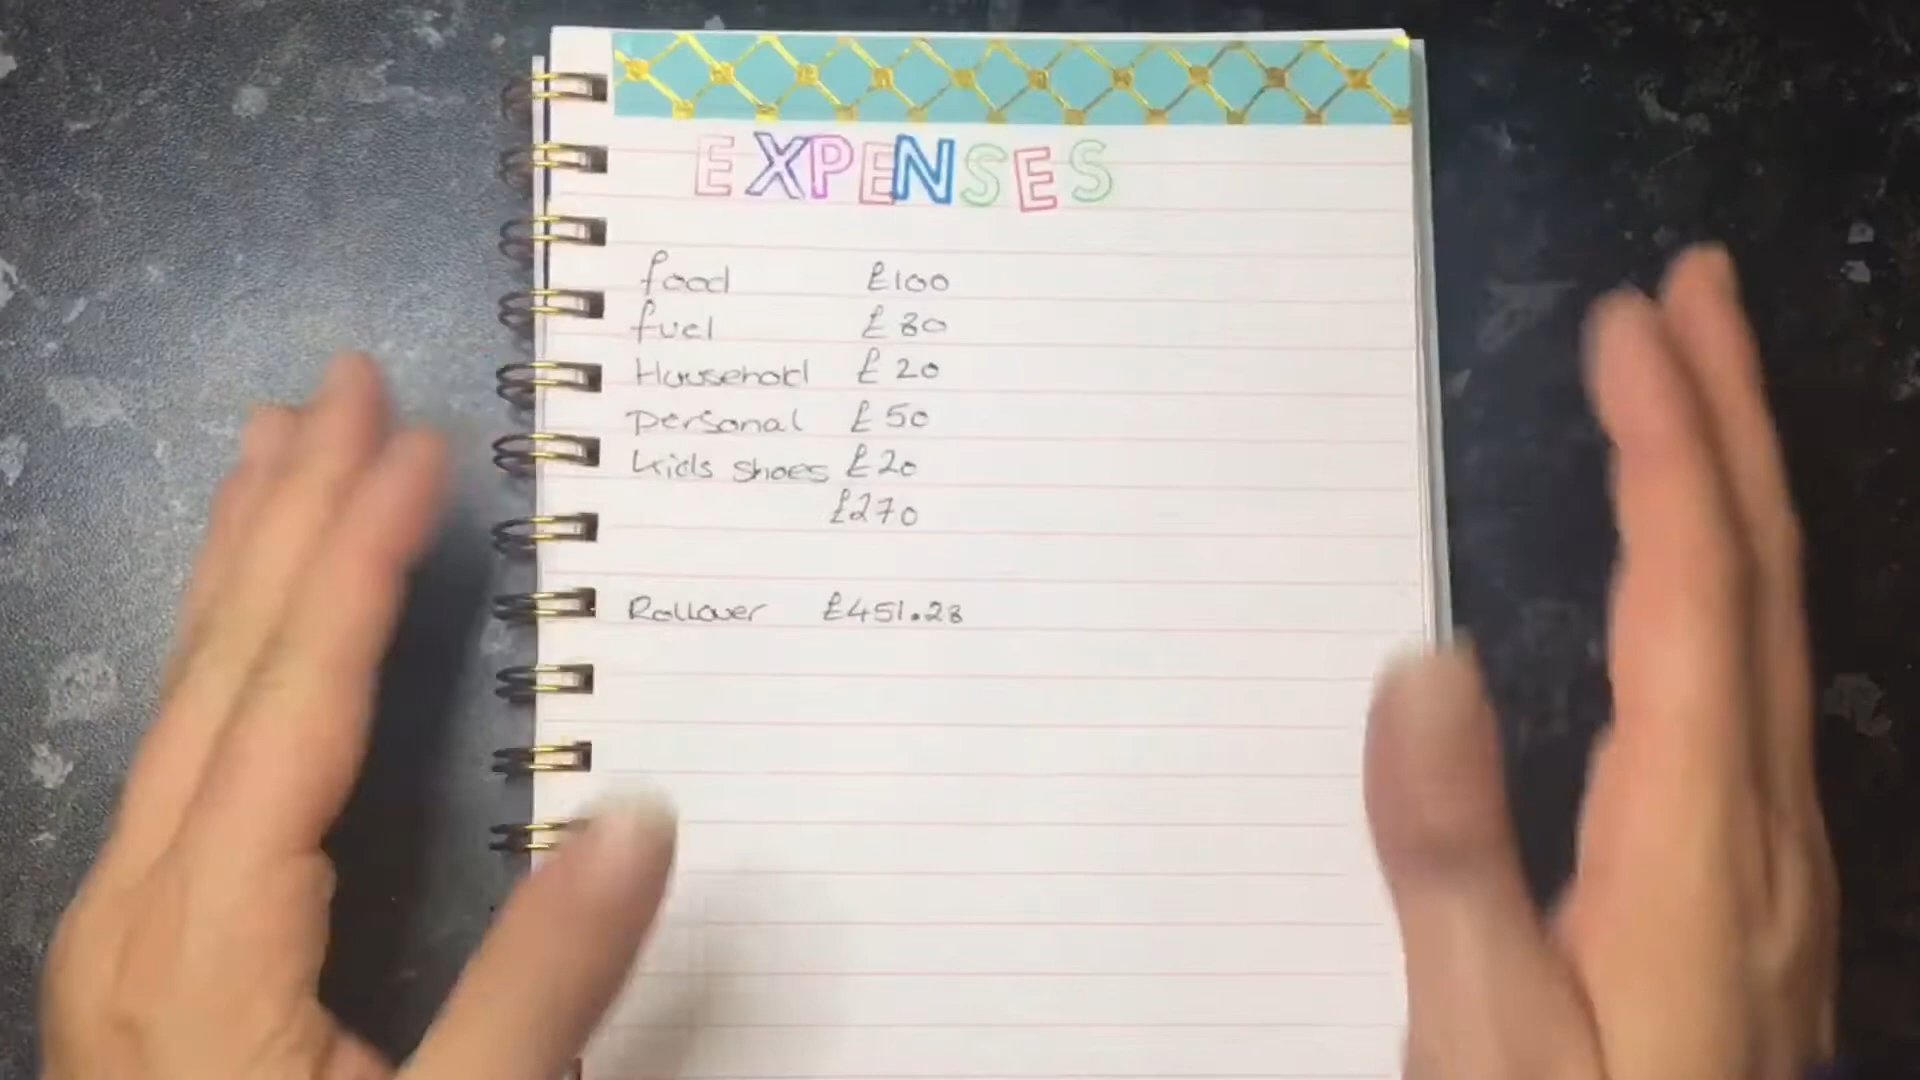 EXPENSES
food £100
fuel £80
Household £20
personal £50
kids shoes £20
£270
Rollover £451.28